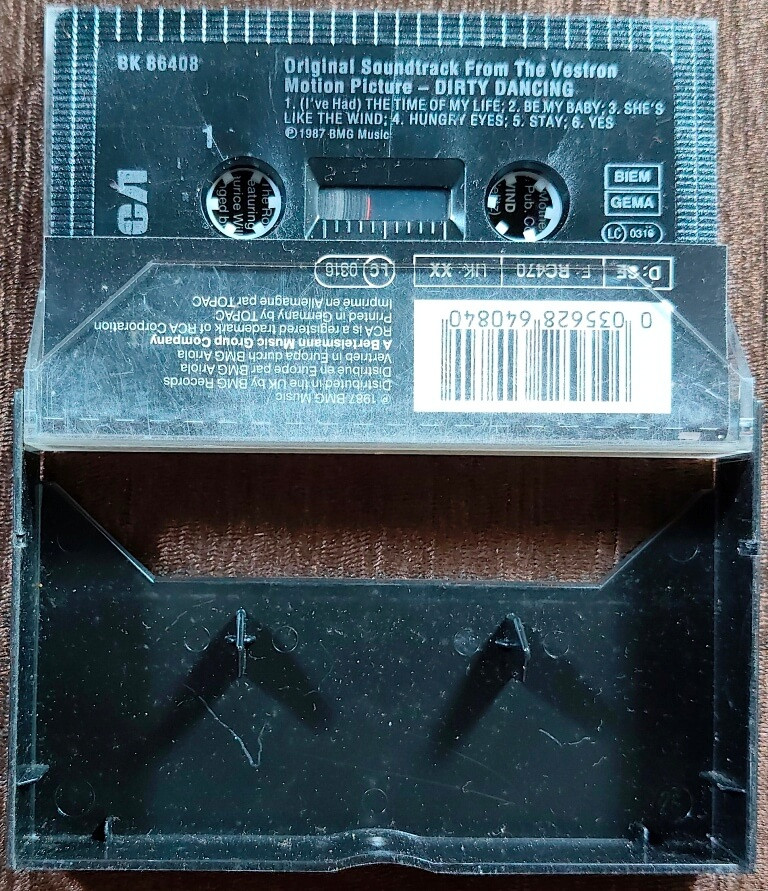 BK 86408
Original Soundtrack From The Vestron
Motion Picture – DIRTY DANCING
1. (I've Had) THE TIME OF MY LIFE; 2. BE MY BABY; 3. SHE'S
LIKE THE WIND; 4. HUNGRY EYES; 5. STAY; 6. YES
℗1987 BMG Music
1
BIEM
GEMA
LC 0316
WIND
D: SE F: RC470 UK: XX
LC 0316
0 035628 640840
℗ 1987 BMG Music
Distributed in the UK by BMG Records
Distribué en Europe par BMG Ariola
Vertrieb in Europa durch BMG Ariola
A Bertelsmann Music Group Company
RCA is a registered trademark of RCA Corporation
Printed in Germany by TOPAC
Imprimé en Allemagne par TOPAC